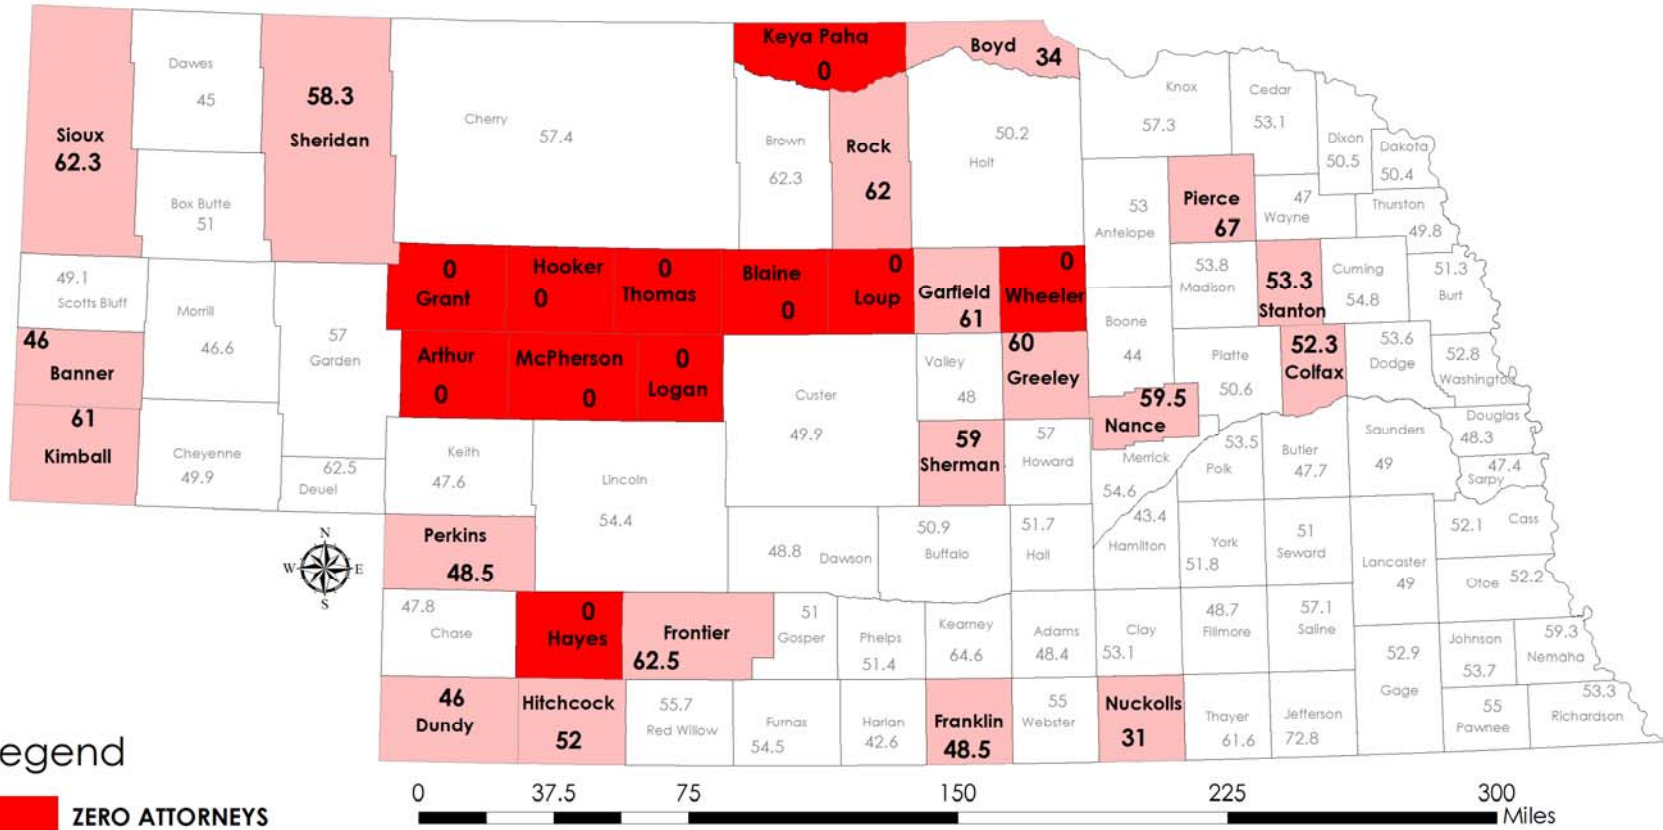 Keya Paha
0
Boyd
34
Dawes
45
58.3
Sheridan
Sioux
62.3
Cherry
57.4
Brown
62.3
Rock
62
50.2
Holt
Knox
57.3
Cedar
53.1
Dixon
50.5
Dakota
50.4
Box Butte
51
53
Antelope
Pierce
67
47
Wayne
Thurston
49.8
49.1
Scotts Bluff
Morrill
46.6
57
Garden
0
Grant
Hooker
0
0
Thomas
Blaine
0
0
Loup
Garfield
61
0
Wheeler
53.8
Madison
53.3
Stanton
Cuming
54.8
51.3
Burt
46
Banner
Arthur
0
McPherson
0
0
Logan
Custer
49.9
Valley
48
60
Greeley
Boone
44
Platte
50.6
52.3
Colfax
53.6
Dodge
52.8
Washington
61
Kimball
Cheyenne
49.9
62.5
Deuel
Keith
47.6
Lincoln
54.4
59
Sherman
57
Howard
59.5
Nance
Merrick
54.6
53.5
Polk
Butler
47.7
Saunders
49
Douglas
48.3
47.4
Sarpy
N
W
E
S
Perkins
48.5
48.8
Dawson
50.9
Buffalo
51.7
Hall
43.4
Hamilton
York
51.8
51
Seward
Lancaster
49
52.1
Cass
Otoe
52.2
47.8
Chase
0
Hayes
Frontier
62.5
51
Gosper
Phelps
51.4
Kearney
64.6
Adams
48.4
Clay
53.1
48.7
Fillmore
57.1
Saline
52.9
Gage
Johnson
53.7
59.3
Nemaha
46
Dundy
Hitchcock
52
55.7
Red Willow
Furnas
54.5
Harlan
42.6
Franklin
48.5
55
Webster
Nuckolls
31
Thayer
61.6
Jefferson
72.8
55
Pawnee
53.3
Richardson
egend
ZERO ATTORNEYS
0 37.5 75 150 225 300
Miles